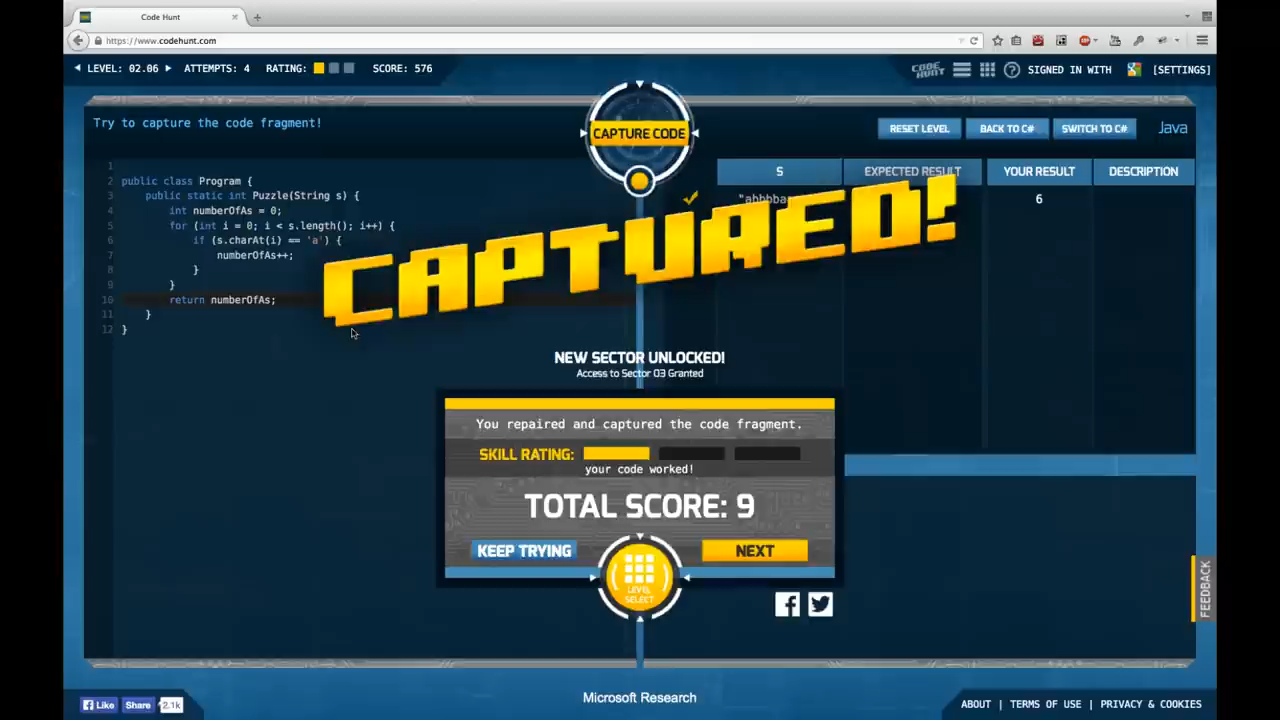 Code Hunt
https://www.codehunt.com
LEVEL: 02.06 ATTEMPTS: 4 RATING: SCORE: 576
CODE HUNT
SIGNED IN WITH [SETTINGS]
Try to capture the code fragment!
CAPTURE CODE
RESET LEVEL BACK TO C# SWITCH TO C# Java
S EXPECTED RESULT YOUR RESULT DESCRIPTION
6
1
2 public class Program {
3 public static int Puzzle(String s) {
4 int numberOfAs = 0;
5 for (int i = 0; i < s.length(); i++) {
6 if (s.charAt(i) == 'a') {
7 numberOfAs++;
8 }
9 }
10 return numberOfAs;
11 }
12 }
CAPTURED!
NEW SECTOR UNLOCKED!
Access to Sector 03 Granted
You repaired and captured the code fragment.
SKILL RATING:
your code worked!
TOTAL SCORE: 9
KEEP TRYING NEXT
LEVEL
SELECT
FEEDBACK
Like Share 2.1k
Microsoft Research
ABOUT | TERMS OF USE | PRIVACY & COOKIES